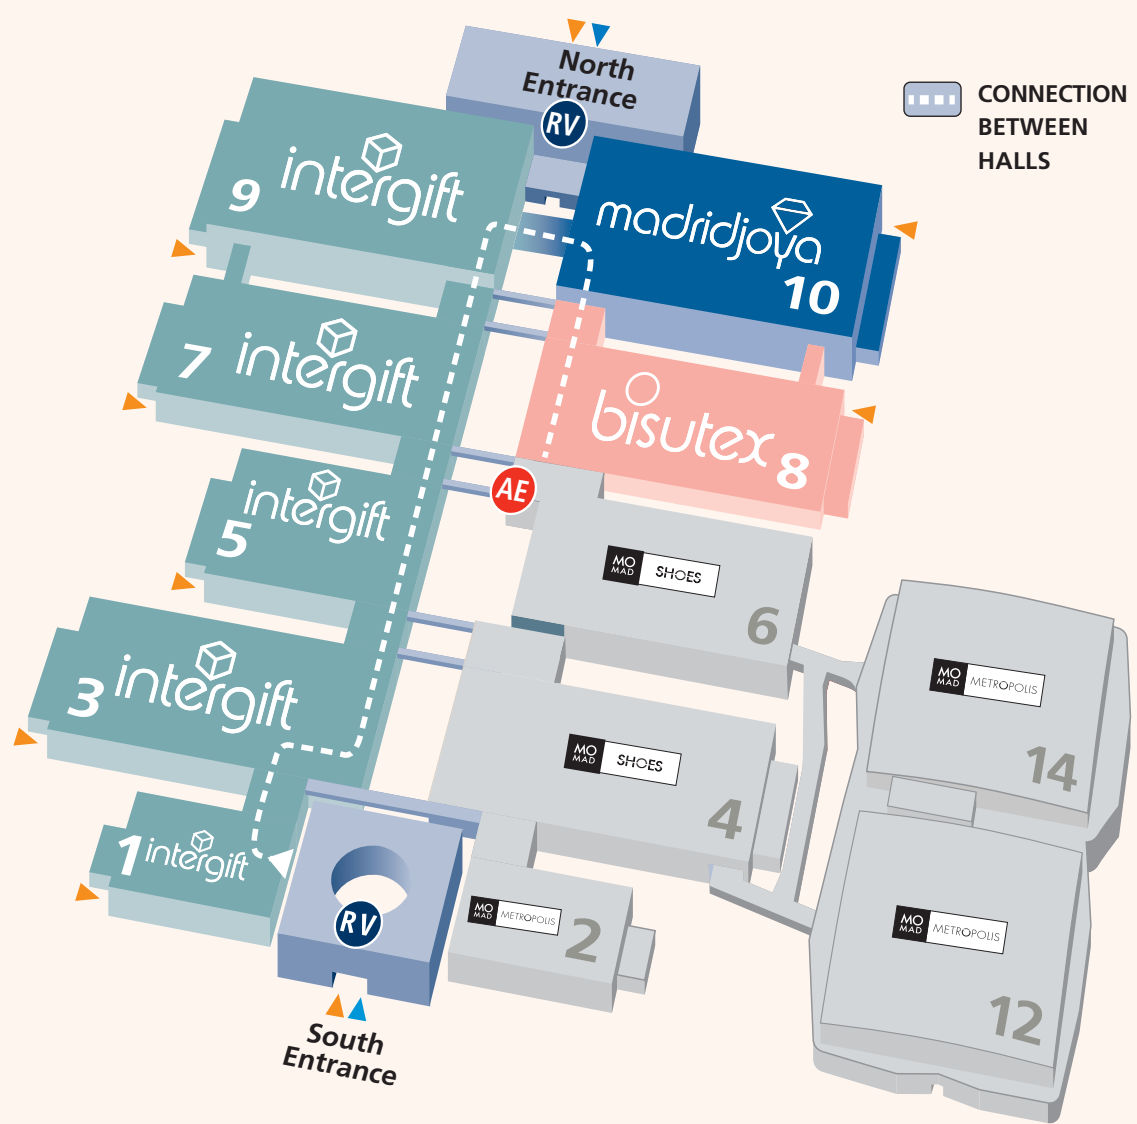 North
Entrance
RV
CONNECTION
BETWEEN
HALLS
9 intergift
madridjoya
10
7 intergift
bisutex 8
5 intergift
AE
MO
MAD
SHOES
6
3 intergift
MO
MAD
METROPOLIS
14
MO
MAD
SHOES
4
1 intergift
RV
MO
MAD
METROPOLIS
2
MO
MAD
METROPOLIS
12
South
Entrance